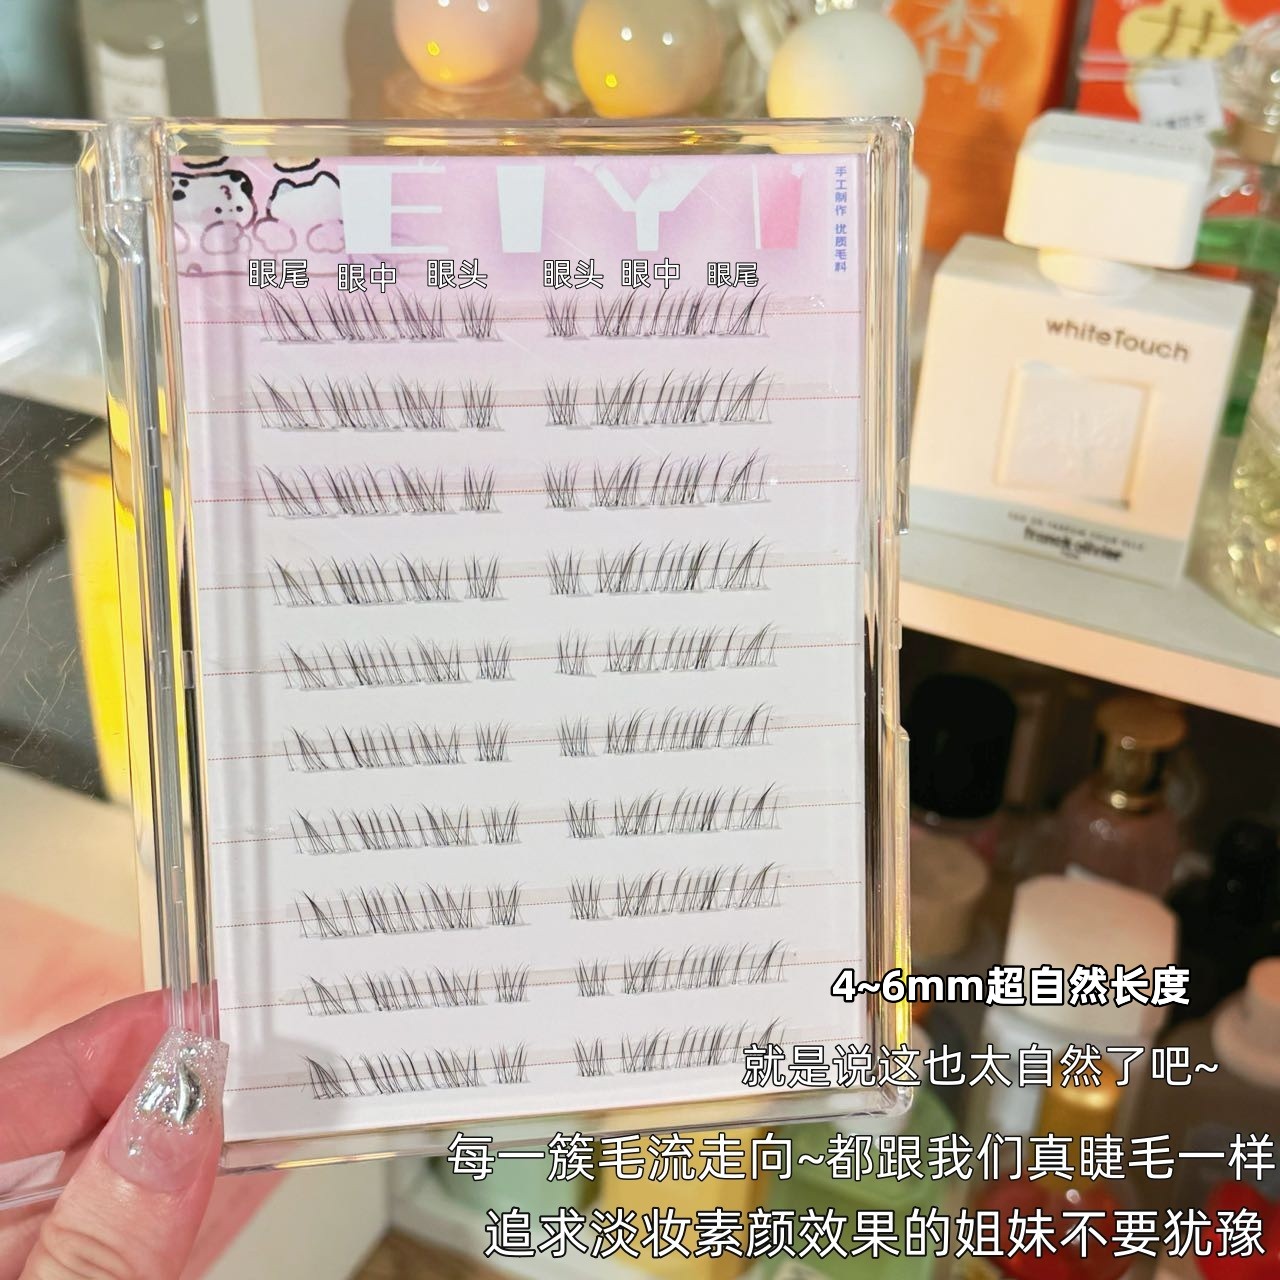 杏
EIYI
手工制作 优质毛料
眼尾 眼中 眼头 眼头 眼中 眼尾
whiteTouch
franck olivier
4~6mm超自然长度
就是说这也太自然了吧~
每一簇毛流走向~都跟我们真睫毛一样
追求淡妆素颜效果的姐妹不要犹豫